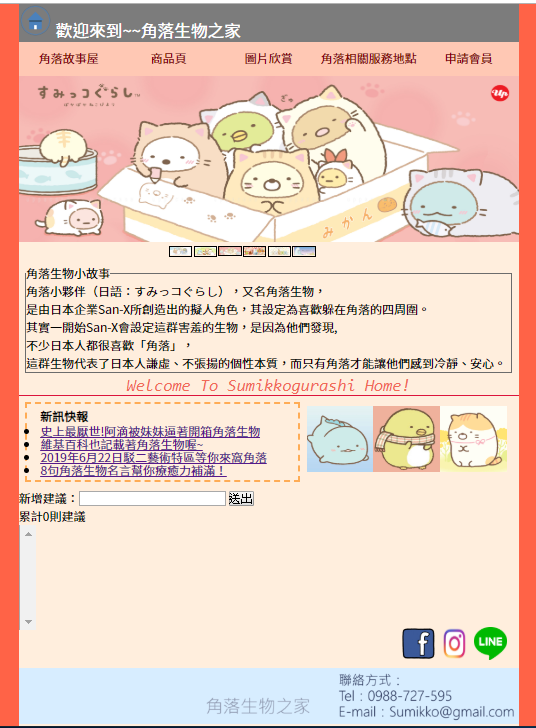 歡迎來到~~角落生物之家
角落故事屋 商品頁 圖片欣賞 角落相關服務地點 申請會員
すみっコぐらし™
Up
みかん
角落生物小故事
角落小夥伴（日語：すみっコぐらし），又名角落生物，
是由日本企業San-X所創造出的擬人角色，其設定為喜歡躲在角落的四周圍。
其實一開始San-X會設定這群害羞的生物，是因為他們發現,
不少日本人都很喜歡「角落」，
這群生物代表了日本人謙虛、不張揚的個性本質，而只有角落才能讓他們感到冷靜、安心。
Welcome To Sumikkogurashi Home!
新訊快報
史上最厭世!阿滴被妹妹逼著開箱角落生物
維基百科也記載著角落生物喔~
2019年6月22日駁二藝術特區等你來窩角落
8句角落生物名言幫你療癒力補滿！
新增建議：
送出
累計0則建議
f
LINE
角落生物之家
聯絡方式：
Tel：0988-727-595
E-mail：Sumikko@gmail.com